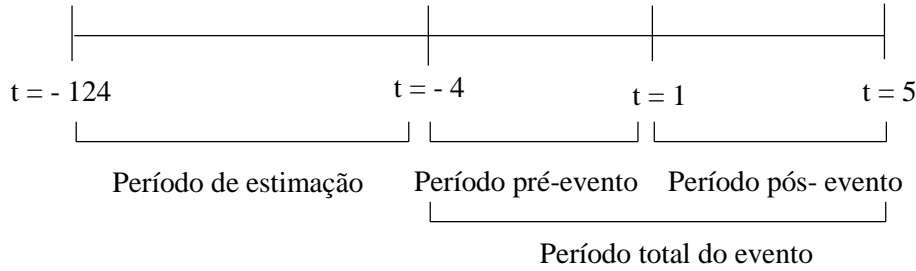 t = - 124 t = - 4 t = 1 t = 5
Período de estimação Período pré-evento Período pós- evento
Período total do evento